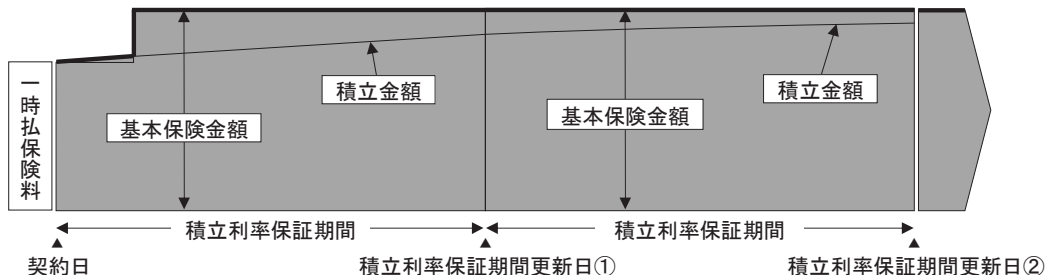 一時払保険料
基本保険金額
積立金額
基本保険金額
積立金額
積立利率保証期間
積立利率保証期間
契約日
積立利率保証期間更新日①
積立利率保証期間更新日②